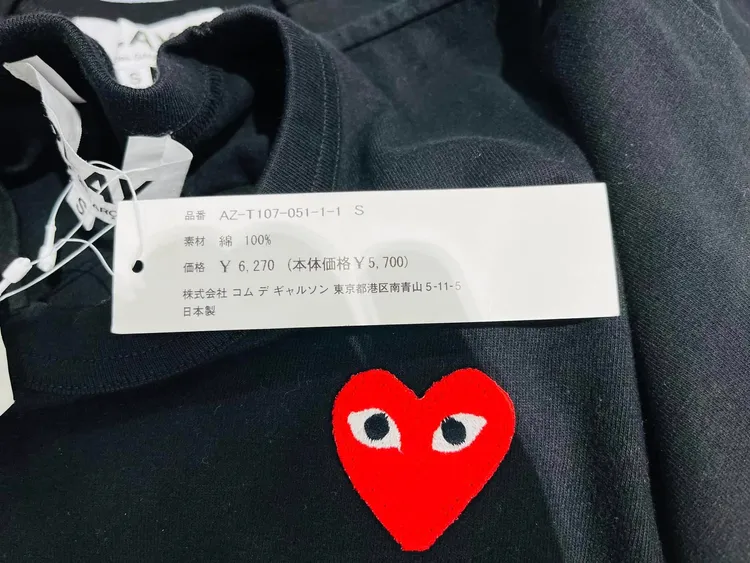 PLAY
S
S
品番 AZ-T107-051-1-1 S
素材 綿 100%
価格 ¥ 6,270 (本体価格¥5,700)
株式会社 コム デ ギャルソン 東京都港区南青山 5-11-5
日本製